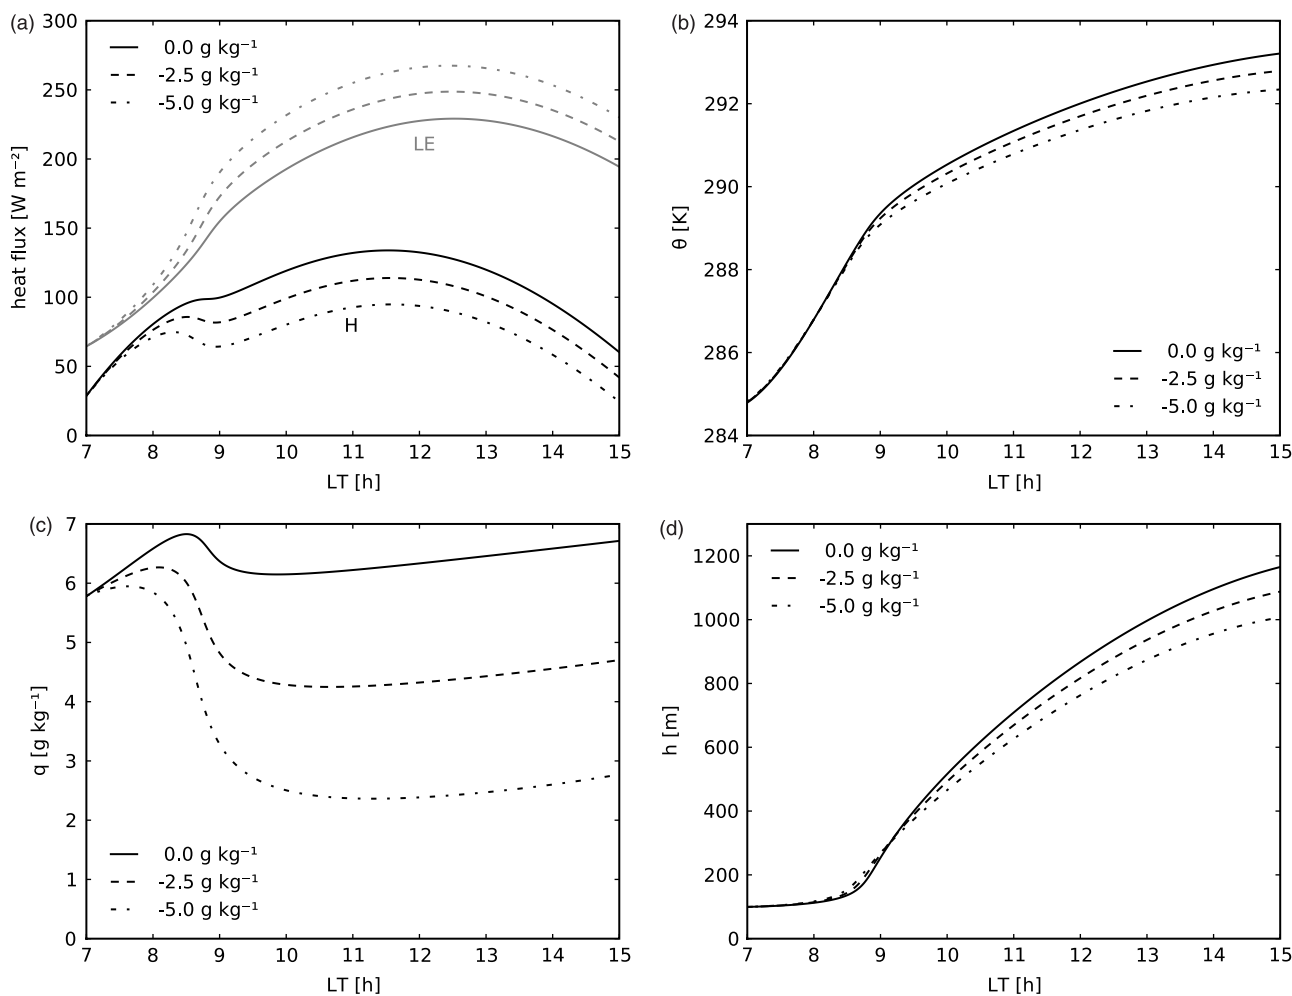 (a)
300
250
200
150
100
50
0
heat flux [W m⁻²]
0.0 g kg⁻¹
-2.5 g kg⁻¹
-5.0 g kg⁻¹
LE
H
7 8 9 10 11 12 13 14 15
LT [h]
(b)
294
292
290
288
286
284
θ [K]
0.0 g kg⁻¹
-2.5 g kg⁻¹
-5.0 g kg⁻¹
7 8 9 10 11 12 13 14 15
LT [h]
(c)
7
6
5
4
3
2
1
0
q [g kg⁻¹]
0.0 g kg⁻¹
-2.5 g kg⁻¹
-5.0 g kg⁻¹
7 8 9 10 11 12 13 14 15
LT [h]
(d)
1200
1000
800
600
400
200
0
h [m]
0.0 g kg⁻¹
-2.5 g kg⁻¹
-5.0 g kg⁻¹
7 8 9 10 11 12 13 14 15
LT [h]